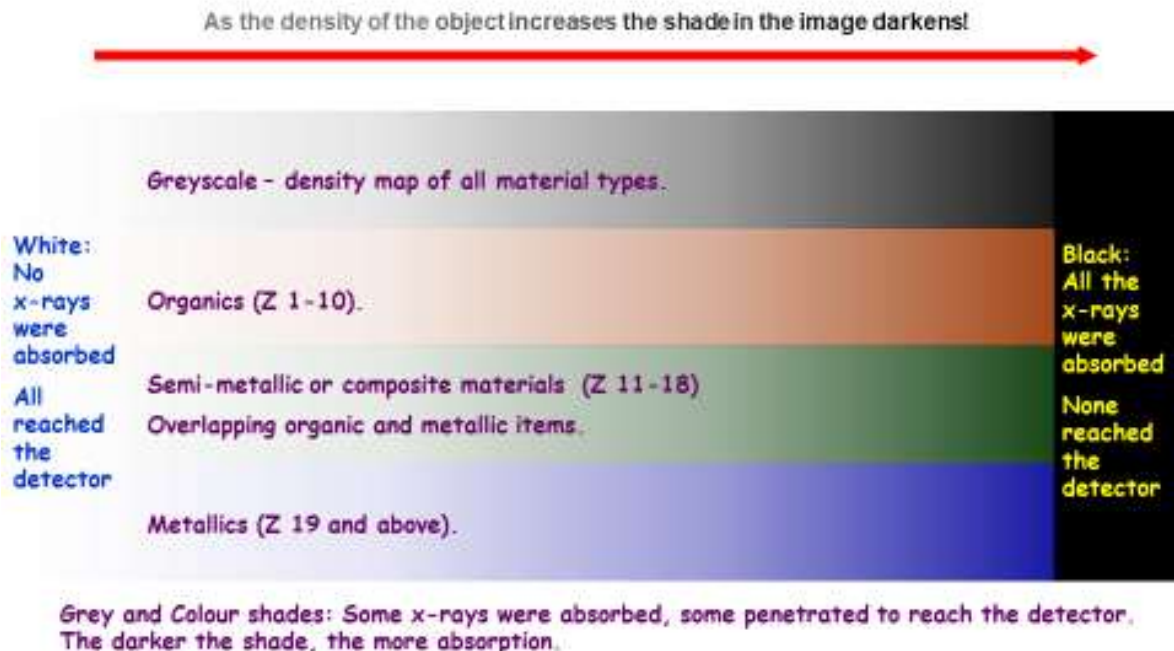 As the density of the object increases the shade in the image darkens!
Greyscale - density map of all material types.
White:
No
x-rays
were
absorbed
All
reached
the
detector
Organics (Z 1-10).
Semi-metallic or composite materials (Z 11-18)
Overlapping organic and metallic items.
Metallics (Z 19 and above).
Black:
All the
x-rays
were
absorbed
None
reached
the
detector
Grey and Colour shades: Some x-rays were absorbed, some penetrated to reach the detector.
The darker the shade, the more absorption.